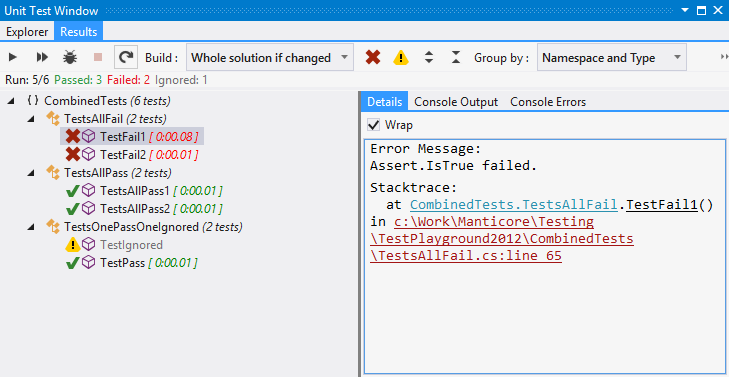 Unit Test Window
Explorer Results
Build : Whole solution if changed Group by : Namespace and Type
Run: 5/6 Passed: 3 Failed: 2 Ignored: 1
{ } CombinedTests (6 tests)
TestsAllFail (2 tests)
TestFail1 [ 0:00.08 ]
TestFail2 [ 0:00.01 ]
TestsAllPass (2 tests)
TestsAllPass1 [ 0:00.01 ]
TestsAllPass2 [ 0:00.01 ]
TestsOnePassOneIgnored (2 tests)
TestIgnored
TestPass [ 0:00.01 ]
Details Console Output Console Errors
Wrap
Error Message:
Assert.IsTrue failed.
Stacktrace:
at CombinedTests.TestsAllFail.TestFail1()
in c:\Work\Manticore\Testing
\TestPlayground2012\CombinedTests
\TestsAllFail.cs:line 65